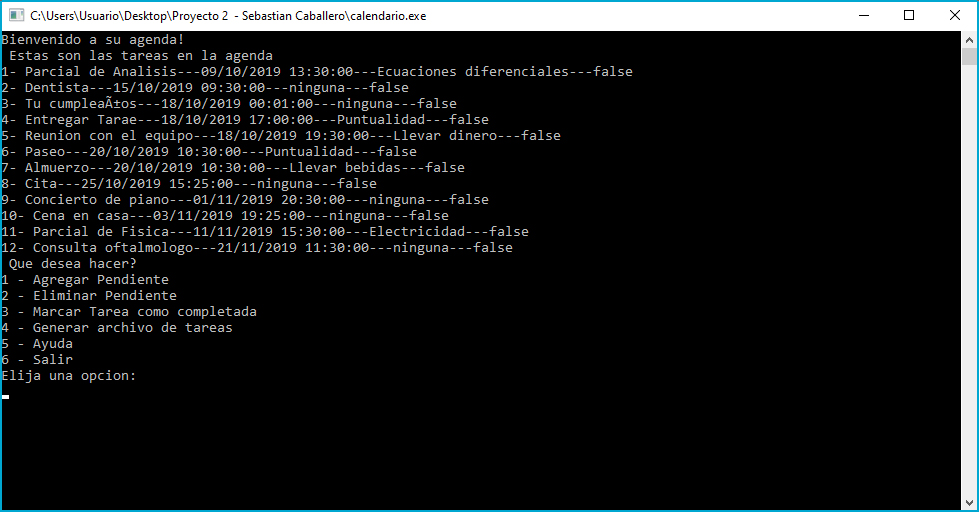 C:\Users\Usuario\Desktop\Proyecto 2  - Sebastian Caballero\calendario.exe
Bienvenido a su agenda!
 Estas son las tareas en la agenda
1- Parcial de Analisis---09/10/2019 13:30:00---Ecuaciones diferenciales---false
2- Dentista---15/10/2019 09:30:00---ninguna---false
3- Tu cumpleaÃ±os---18/10/2019 00:01:00---ninguna---false
4- Entregar Tarae---18/10/2019 17:00:00---Puntualidad---false
5- Reunion con el equipo---18/10/2019 19:30:00---Llevar dinero---false
6- Paseo---20/10/2019 10:30:00---Puntualidad---false
7- Almuerzo---20/10/2019 10:30:00---Llevar bebidas---false
8- Cita---25/10/2019 15:25:00---ninguna---false
9- Concierto de piano---01/11/2019 20:30:00---ninguna---false
10- Cena en casa---03/11/2019 19:25:00---ninguna---false
11- Parcial de Fisica---11/11/2019 15:30:00---Electricidad---false
12- Consulta oftalmologo---21/11/2019 11:30:00---ninguna---false
 Que desea hacer?
1 - Agregar Pendiente
2 - Eliminar Pendiente
3 - Marcar Tarea como completada
4 - Generar archivo de tareas
5 - Ayuda
6 - Salir
Elija una opcion: